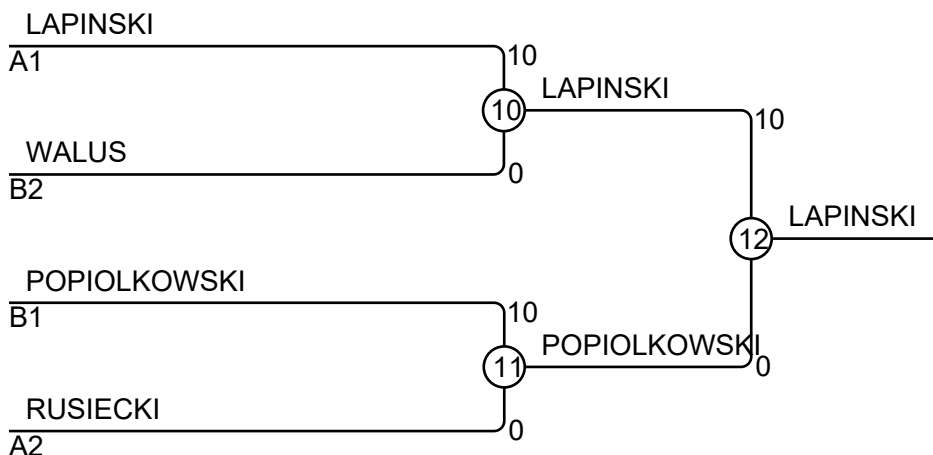 LAPINSKI
A1
10
10
LAPINSKI
10
WALUS
B2
0
12
LAPINSKI
POPIOLKOWSKI
B1
10
11
POPIOLKOWSKI
0
RUSIECKI
A2
0